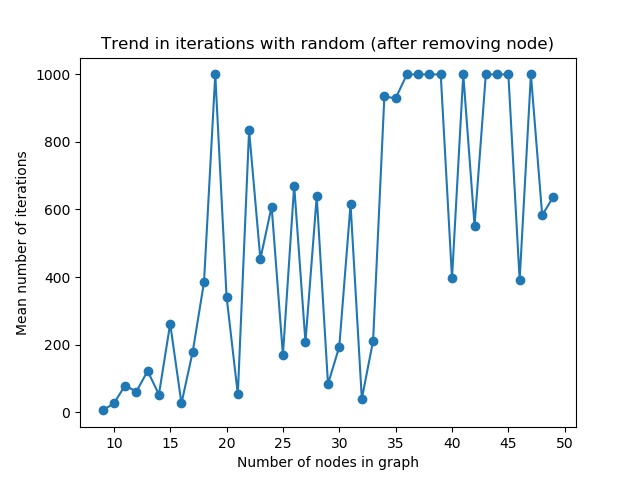 Trend in iterations with random (after removing node)
Mean number of iterations
1000
800
600
400
200
0
10 15 20 25 30 35 40 45 50
Number of nodes in graph